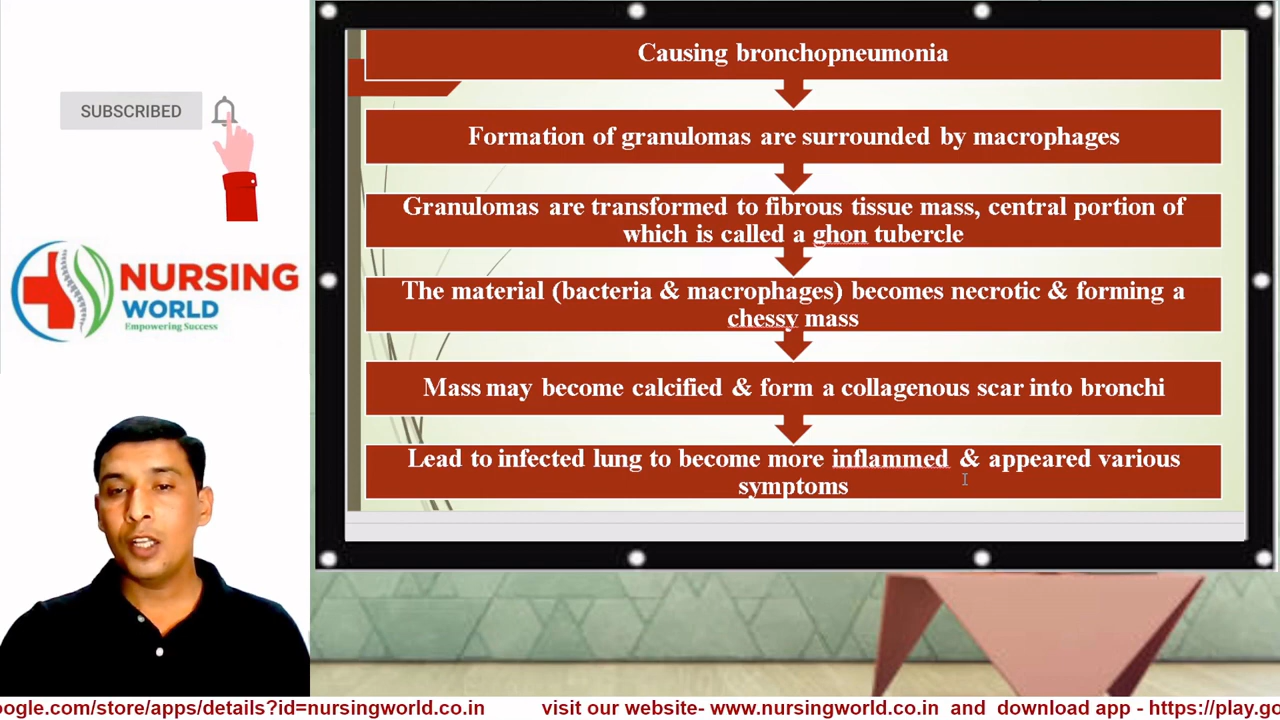 SUBSCRIBED
NURSING
WORLD
Empowering Success
Causing bronchopneumonia
Formation of granulomas are surrounded by macrophages
Granulomas are transformed to fibrous tissue mass, central portion of
which is called a ghon tubercle
The material (bacteria & macrophages) becomes necrotic & forming a
chessy mass
Mass may become calcified & form a collagenous scar into bronchi
Lead to infected lung to become more inflammed & appeared various
symptoms
oogle.com/store/apps/details?id=nursingworld.co.in visit our website- www.nursingworld.co.in and download app - https://play.go